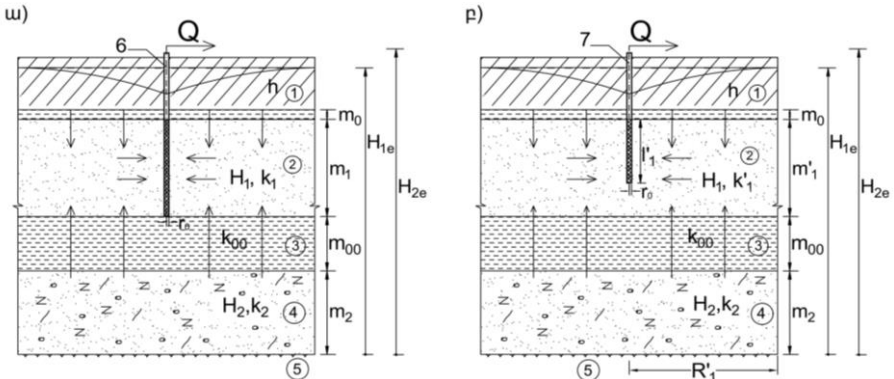 ա)
6
Q
h
1
m₀
2
H₁, k₁
m₁
H₁ₑ
H₂ₑ
r₀
k₀₀
3
m₀₀
H₂,k₂
4
m₂
5
բ)
7
Q
h
1
m₀
2
l'₁
H₁, k'₁
m'₁
H₁ₑ
H₂ₑ
r₀
k₀₀
3
m₀₀
H₂,k₂
4
m₂
5
R'₁